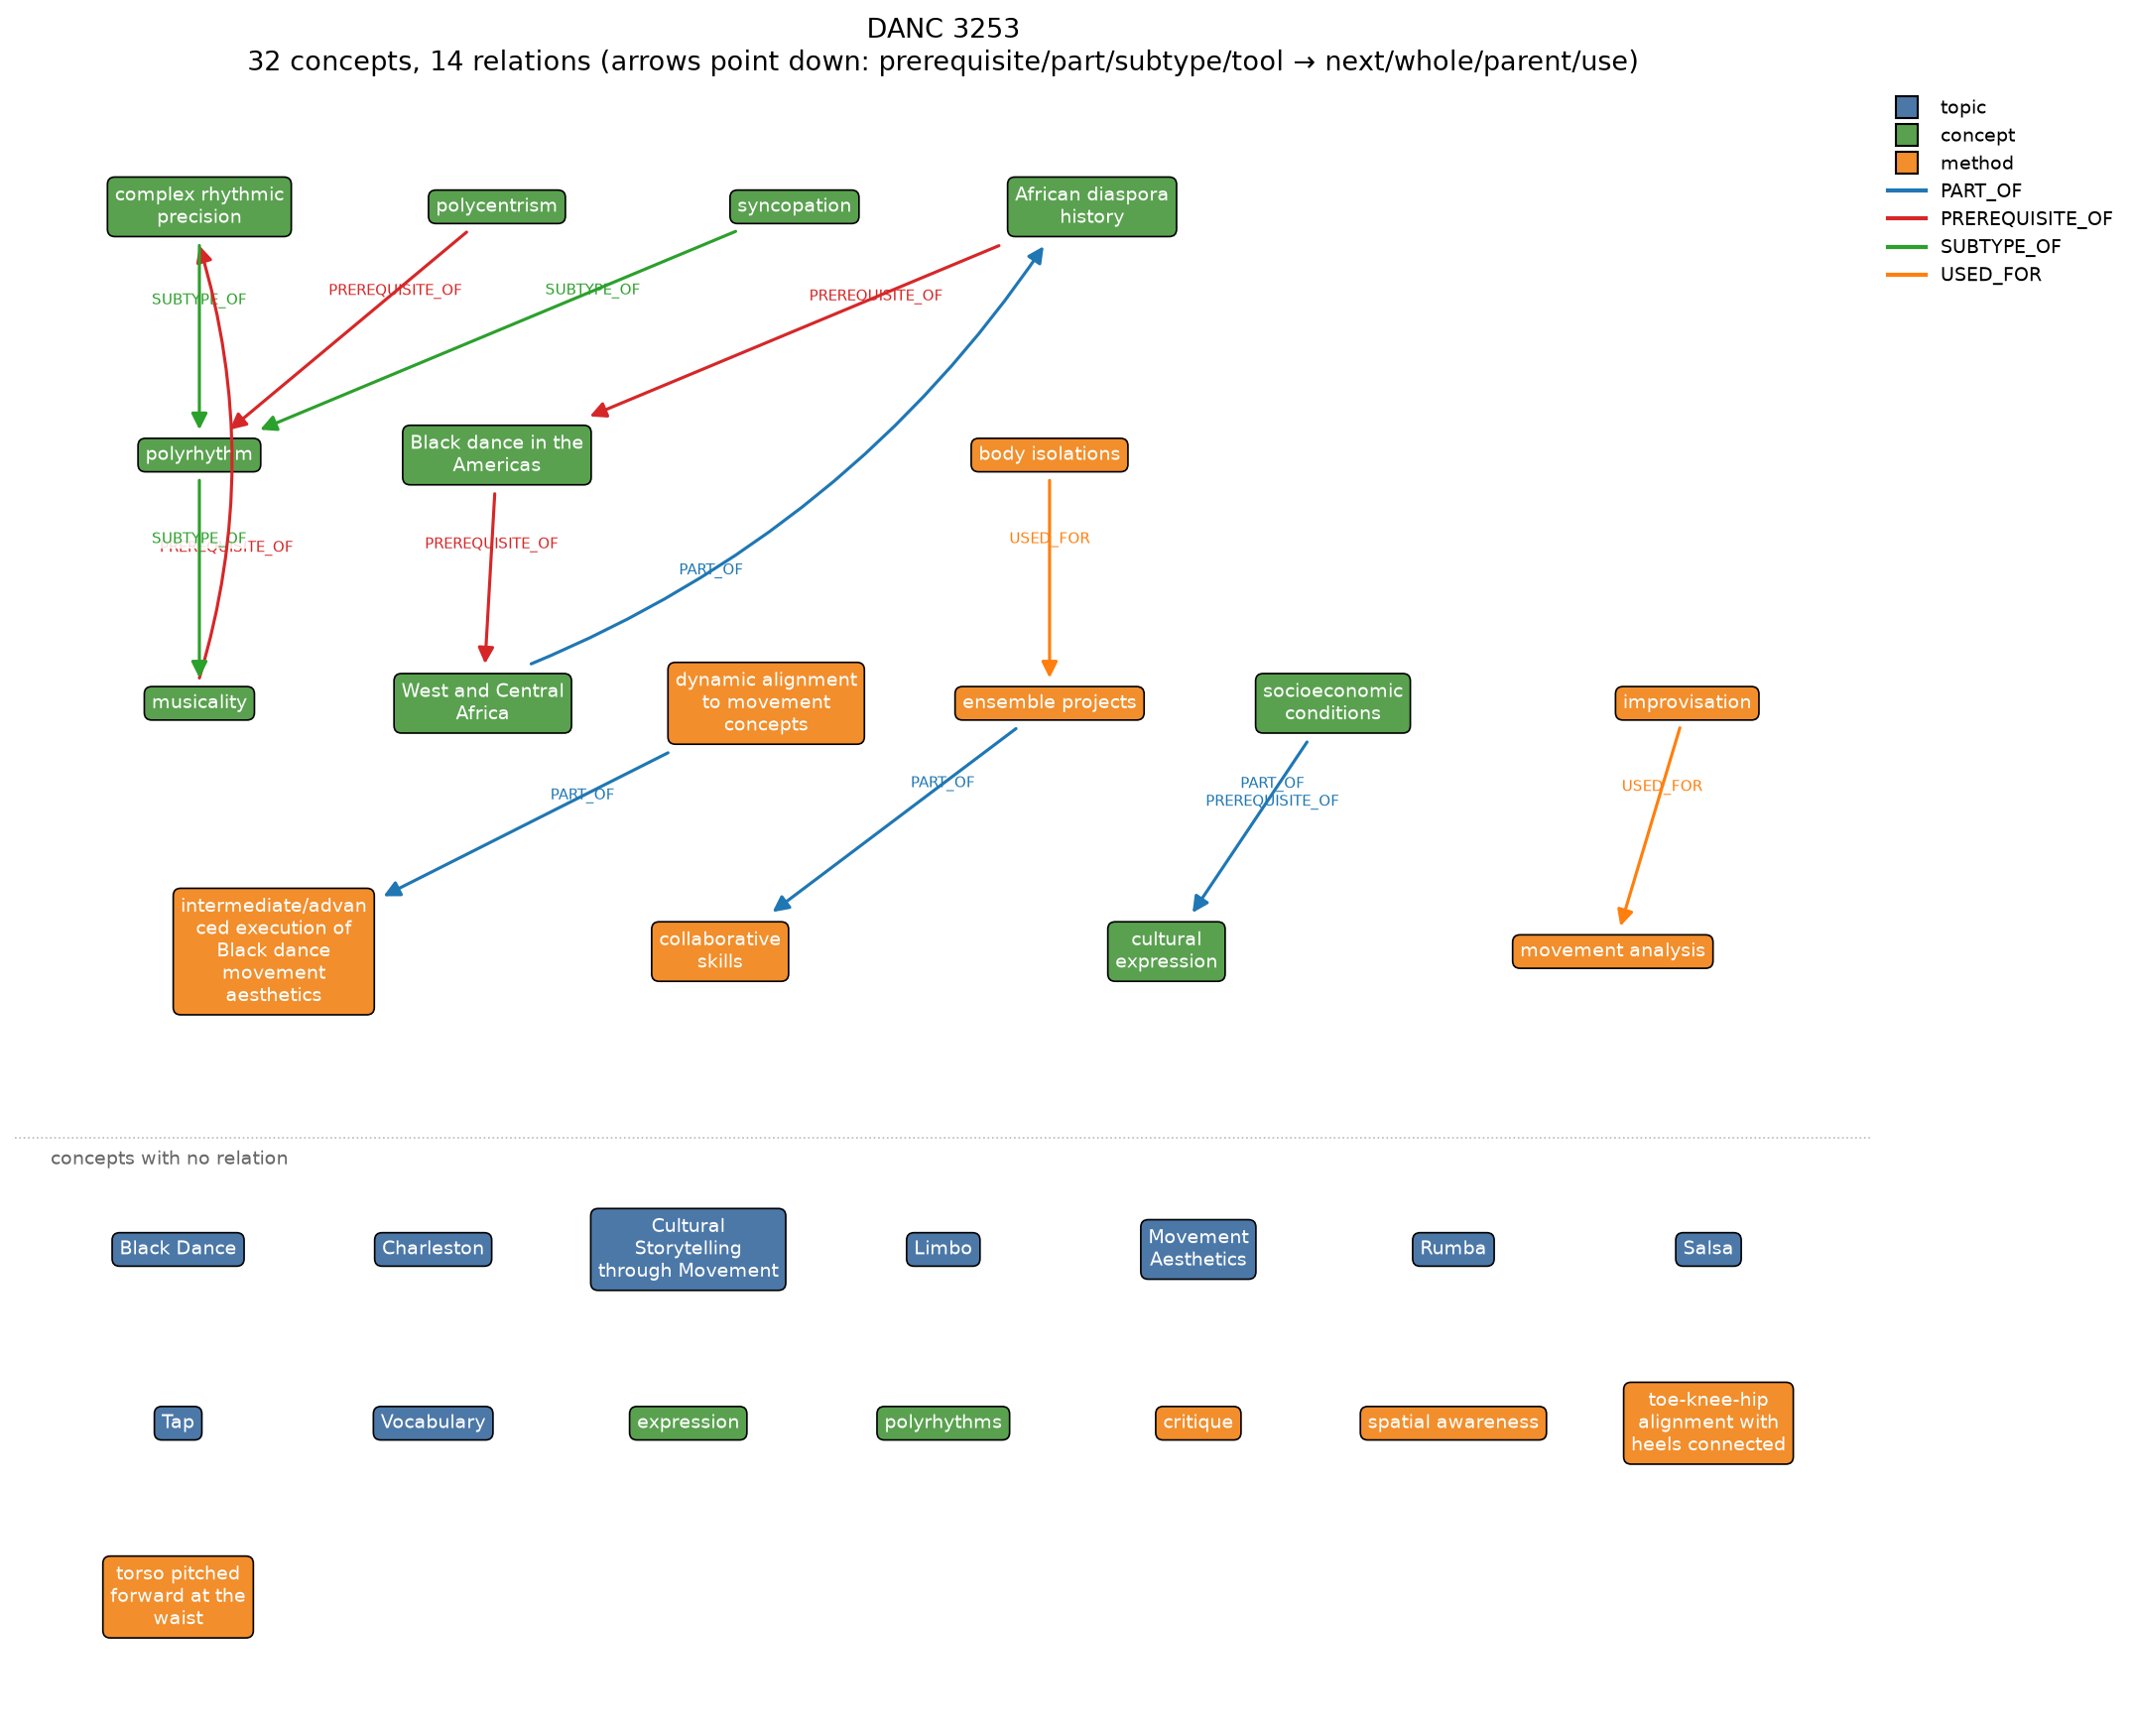 DANC 3253
32 concepts, 14 relations (arrows point down: prerequisite/part/subtype/tool → next/whole/parent/use)
topic
concept
method
PART_OF
PREREQUISITE_OF
SUBTYPE_OF
USED_FOR
complex rhythmic
precision
polycentrism
syncopation
African diaspora
history
SUBTYPE_OF
PREREQUISITE_OF
SUBTYPE_OF
PREREQUISITE_OF
polyrhythm
Black dance in the
Americas
body isolations
SUBTYPE_OF
PREREQUISITE_OF
PREREQUISITE_OF
PART_OF
USED_FOR
musicality
West and Central
Africa
dynamic alignment
to movement
concepts
ensemble projects
socioeconomic
conditions
improvisation
PART_OF
PART_OF
PART_OF
PREREQUISITE_OF
USED_FOR
intermediate/advan
ced execution of
Black dance
movement
aesthetics
collaborative
skills
cultural
expression
movement analysis
concepts with no relation
Black Dance
Charleston
Cultural
Storytelling
through Movement
Limbo
Movement
Aesthetics
Rumba
Salsa
Tap
Vocabulary
expression
polyrhythms
critique
spatial awareness
toe-knee-hip
alignment with
heels connected
torso pitched
forward at the
waist